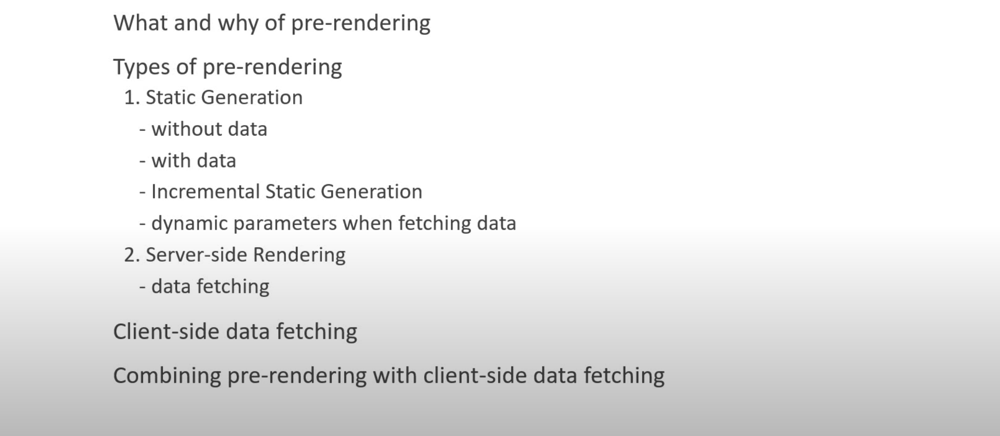 What and why of pre-rendering
Types of pre-rendering
1. Static Generation
- without data
- with data
- Incremental Static Generation
- dynamic parameters when fetching data
2. Server-side Rendering
- data fetching
Client-side data fetching
Combining pre-rendering with client-side data fetching